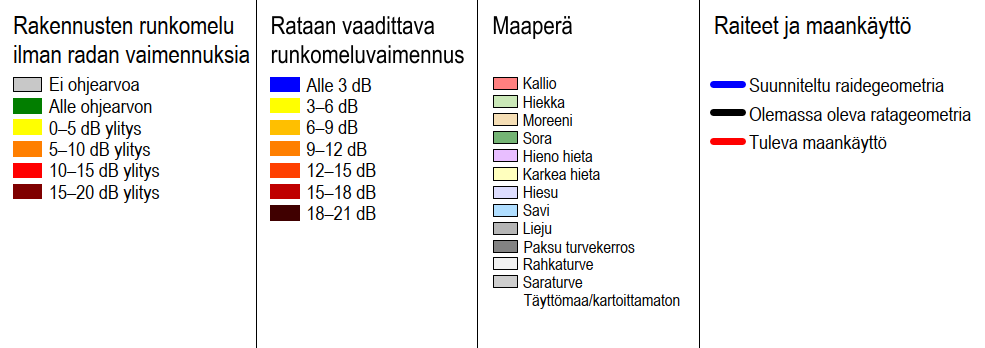 Rakennusten runkomelu
ilman radan vaimennuksia
Ei ohjearvoa
Alle ohjearvon
0–5 dB ylitys
5–10 dB ylitys
10–15 dB ylitys
15–20 dB ylitys
Rataan vaadittava
runkomeluvaimennus
Alle 3 dB
3–6 dB
6–9 dB
9–12 dB
12–15 dB
15–18 dB
18–21 dB
Maaperä
Kallio
Hiekka
Moreeni
Sora
Hieno hieta
Karkea hieta
Hiesu
Savi
Lieju
Paksu turvekerros
Rahkaturve
Saraturve
Täyttömaa/kartoittamaton
Raiteet ja maankäyttö
Suunniteltu raidegeometria
Olemassa oleva ratageometria
Tuleva maankäyttö